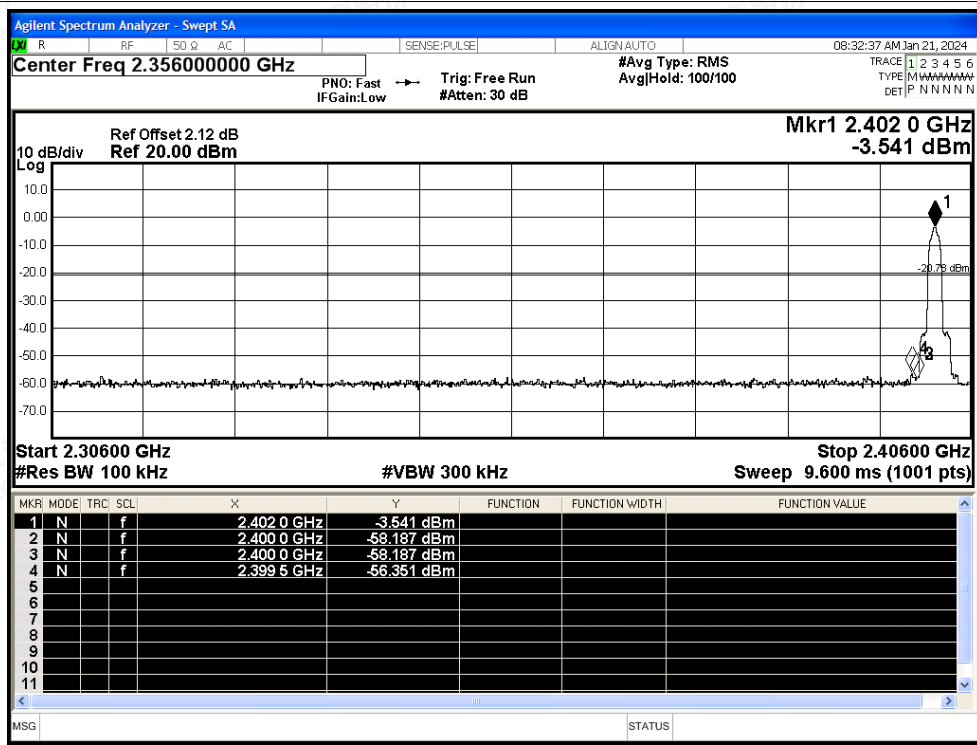 Agilent Spectrum Analyzer - Swept SA
LXI R RF 50 Ω AC SENSE:PULSE ALIGN AUTO 08:32:37 AM Jan 21, 2024
Center Freq 2.356000000 GHz
PNO: Fast
IFGain:Low
Trig: Free Run
#Atten: 30 dB
#Avg Type: RMS
Avg|Hold: 100/100
TRACE 1 2 3 4 5 6
TYPE M
DET P N N N N N
Ref Offset 2.12 dB
Ref 20.00 dBm
10 dB/div
Log
Mkr1 2.402 0 GHz
-3.541 dBm
10.0
0.00
-10.0
-20.0
-30.0
-40.0
-50.0
-60.0
-70.0
1
-20.79 dBm
4
Start 2.30600 GHz Stop 2.40600 GHz
#Res BW 100 kHz #VBW 300 kHz Sweep 9.600 ms (1001 pts)
MKR MODE TRC SCL X Y FUNCTION FUNCTION WIDTH FUNCTION VALUE
1 N f 2.402 0 GHz -3.541 dBm
2 N f 2.400 0 GHz -58.187 dBm
3 N f 2.400 0 GHz -58.187 dBm
4 N f 2.399 5 GHz -56.351 dBm
5
6
7
8
9
10
11
MSG STATUS